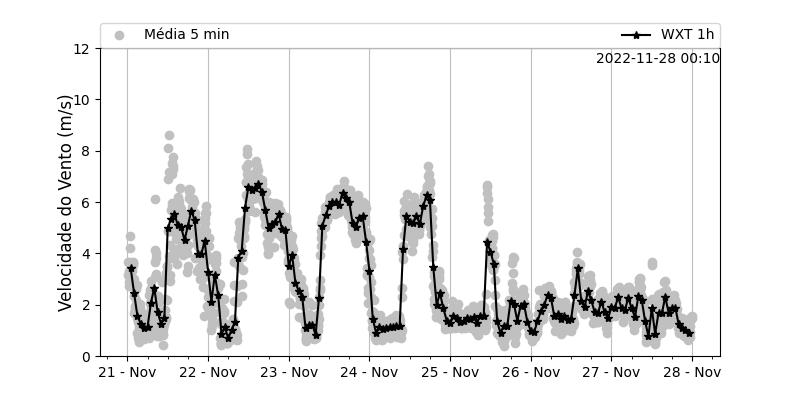 Média 5 min
WXT 1h
2022-11-28 00:10
Velocidade do Vento (m/s)
12
10
8
6
4
2
0
21 - Nov 22 - Nov 23 - Nov 24 - Nov 25 - Nov 26 - Nov 27 - Nov 28 - Nov